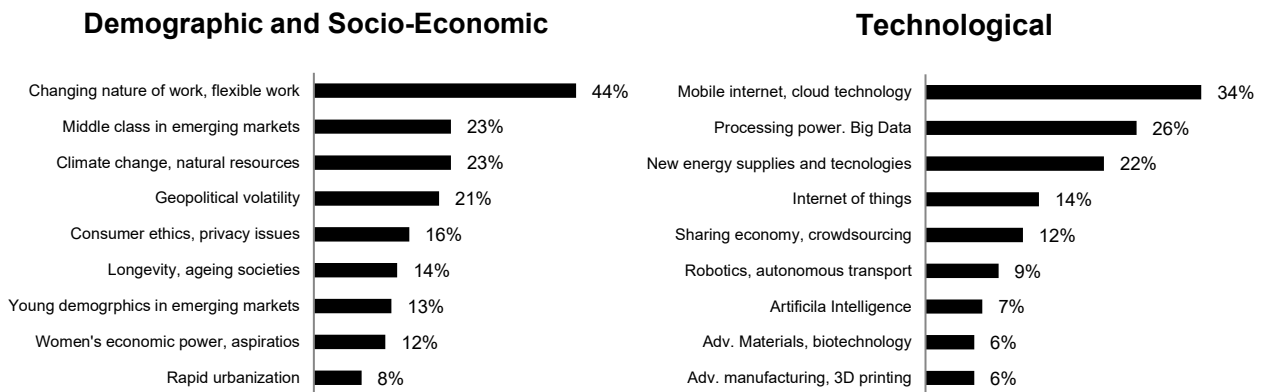 Demographic and Socio-Economic
Changing nature of work, flexible work 44%
Middle class in emerging markets 23%
Climate change, natural resources 23%
Geopolitical volatility 21%
Consumer ethics, privacy issues 16%
Longevity, ageing societies 14%
Young demogrphics in emerging markets 13%
Women's economic power, aspiratios 12%
Rapid urbanization 8%
Technological
Mobile internet, cloud technology 34%
Processing power. Big Data 26%
New energy supplies and tecnologies 22%
Internet of things 14%
Sharing economy, crowdsourcing 12%
Robotics, autonomous transport 9%
Artificila Intelligence 7%
Adv. Materials, biotechnology 6%
Adv. manufacturing, 3D printing 6%